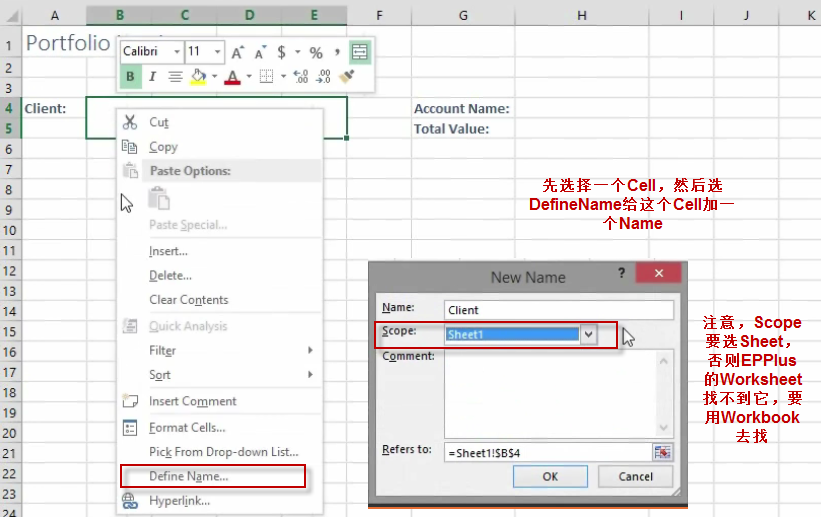 A B C D E F G H I J K
1 Portfolio
Calibri 11 A A $ % ,
B I A .00 .00
2
3
4 Client: Account Name:
5 Total Value:
6
7
8
9
10
11
12
13
14
15
16
17
18
19
20
21
22
23
24
Cut
Copy
Paste Options:
Paste Special...
Insert...
Delete...
Clear Contents
Quick Analysis
Filter
Sort
Insert Comment
Format Cells...
Pick From Drop-down List...
Define Name...
Hyperlink...
先选择一个Cell，然后选
DefineName给这个Cell加一
个Name
New Name ?
Name: Client
Scope: Sheet1
Comment:
Refers to: =Sheet1!$B$4
OK Cancel
注意，Scope
要选Sheet，
否则EPPlus
的Worksheet
找不到它，要
用Workbook
去找